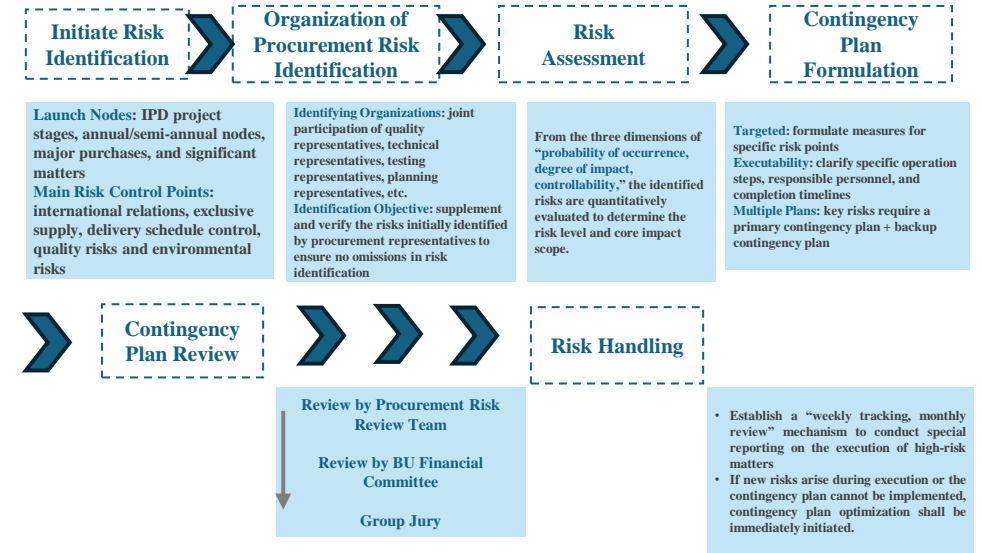 Initiate Risk
Identification
Organization of
Procurement Risk
Identification
Risk
Assessment
Contingency
Plan
Formulation
Launch Nodes: IPD project
stages, annual/semi-annual nodes,
major purchases, and significant
matters
Main Risk Control Points:
international relations, exclusive
supply, delivery schedule control,
quality risks and environmental
risks
Identifying Organizations: joint
participation of quality
representatives, technical
representatives, testing
representatives, planning
representatives, etc.
Identification Objective: supplement
and verify the risks initially identified
by procurement representatives to
ensure no omissions in risk
identification
From the three dimensions of
“probability of occurrence,
degree of impact,
controllability,” the identified
risks are quantitatively
evaluated to determine the
risk level and core impact
scope.
Targeted: formulate measures for
specific risk points
Executability: clarify specific operation
steps, responsible personnel, and
completion timelines
Multiple Plans: key risks require a
primary contingency plan + backup
contingency plan
Contingency
Plan Review
Risk Handling
Review by Procurement Risk
Review Team
Review by BU Financial
Committee
Group Jury
• Establish a “weekly tracking, monthly
review” mechanism to conduct special
reporting on the execution of high-risk
matters
• If new risks arise during execution or the
contingency plan cannot be implemented,
contingency plan optimization shall be
immediately initiated.